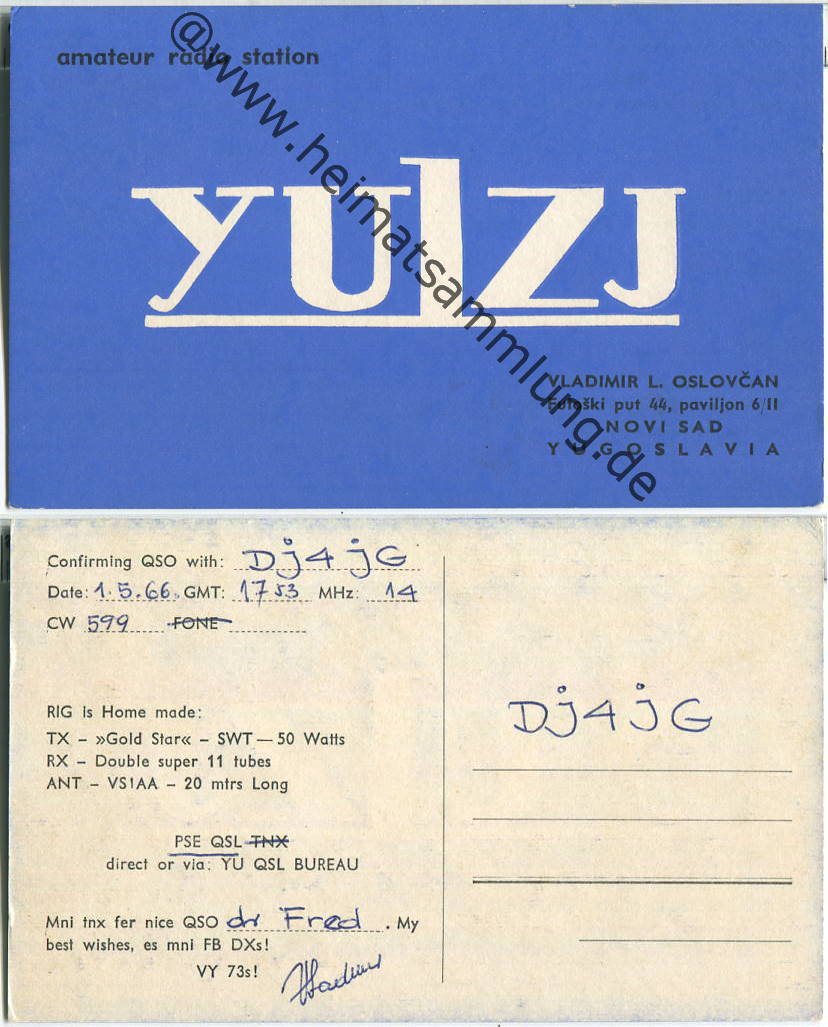 amateur radio station
YU1ZJ
VLADIMIR L. OSLOVČAN
Futoški put 44, paviljon 6/II
NOVI SAD
YUGOSLAVIA
@www.heimatsammlung.de
Confirming QSO with: Dj4jG
Date: 1.5.66. GMT: 1753 MHz: 14
CW 599 FONE
Dj4jG
RIG is Home made:
TX – »Gold Star« – SWT — 50 Watts
RX – Double super 11 tubes
ANT – VS1AA – 20 mtrs Long
PSE QSL TNX
direct or via: YU QSL BUREAU
Mni tnx fer nice QSO dr Fred. My
best wishes, es mni FB DXs!
VY 73s!